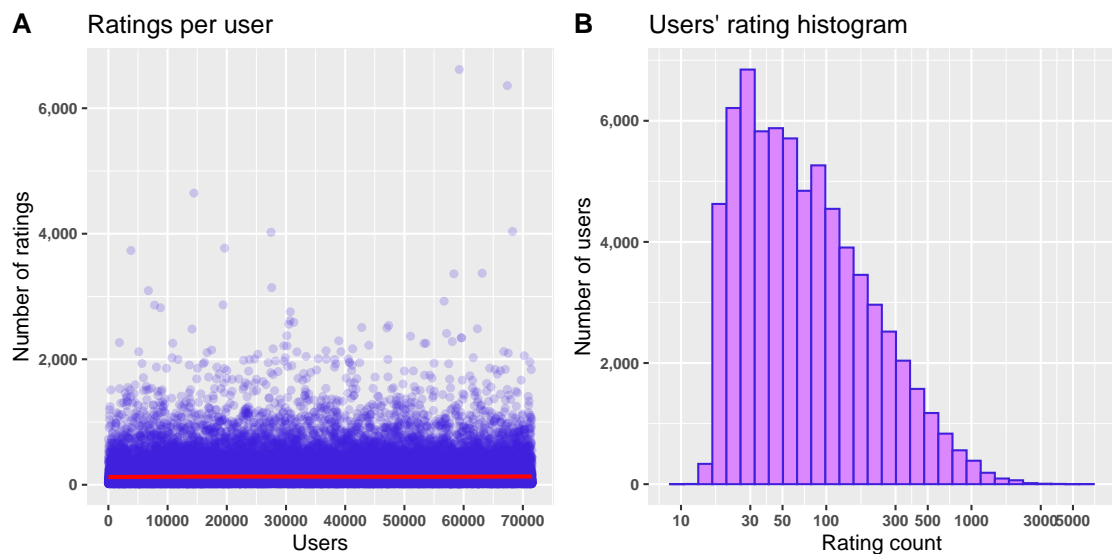 A Ratings per user
Number of ratings
6,000
4,000
2,000
0
0 10000 20000 30000 40000 50000 60000 70000
Users
B Users' rating histogram
Number of users
6,000
4,000
2,000
0
10 30 50 100 300 500 1000 3000 5000
Rating count